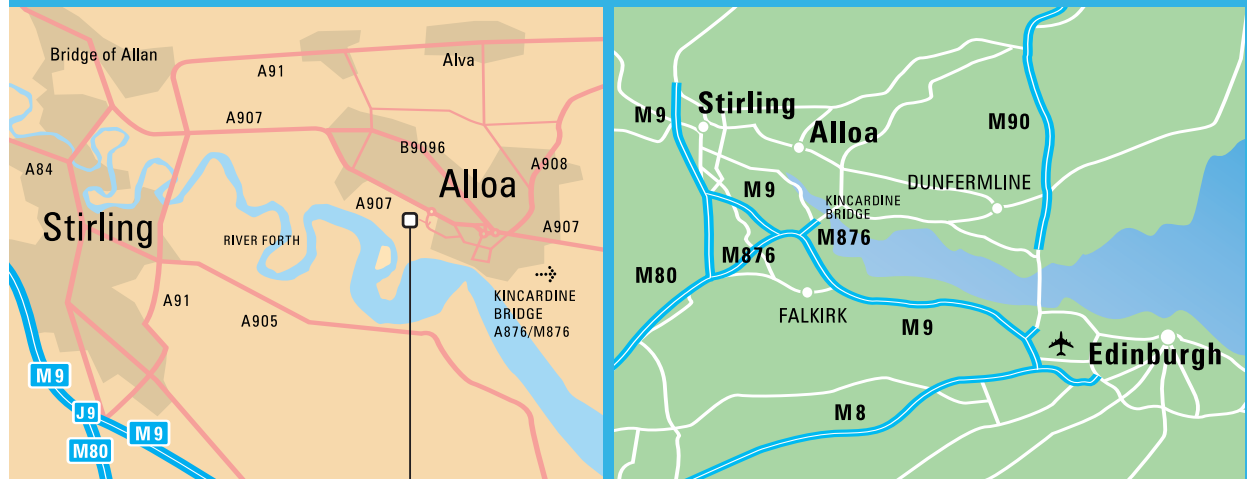 Bridge of Allan
Alva
A91
A907
B9096
A84
A908
Alloa
A907
Stirling
RIVER FORTH
A907
KINCARDINE
BRIDGE
A876/M876
A91
A905
M9
J9
M9
M80
M9
Stirling
Alloa
M90
M9
DUNFERMLINE
KINCARDINE
BRIDGE
M876
M876
M80
FALKIRK
M9
Edinburgh
M8